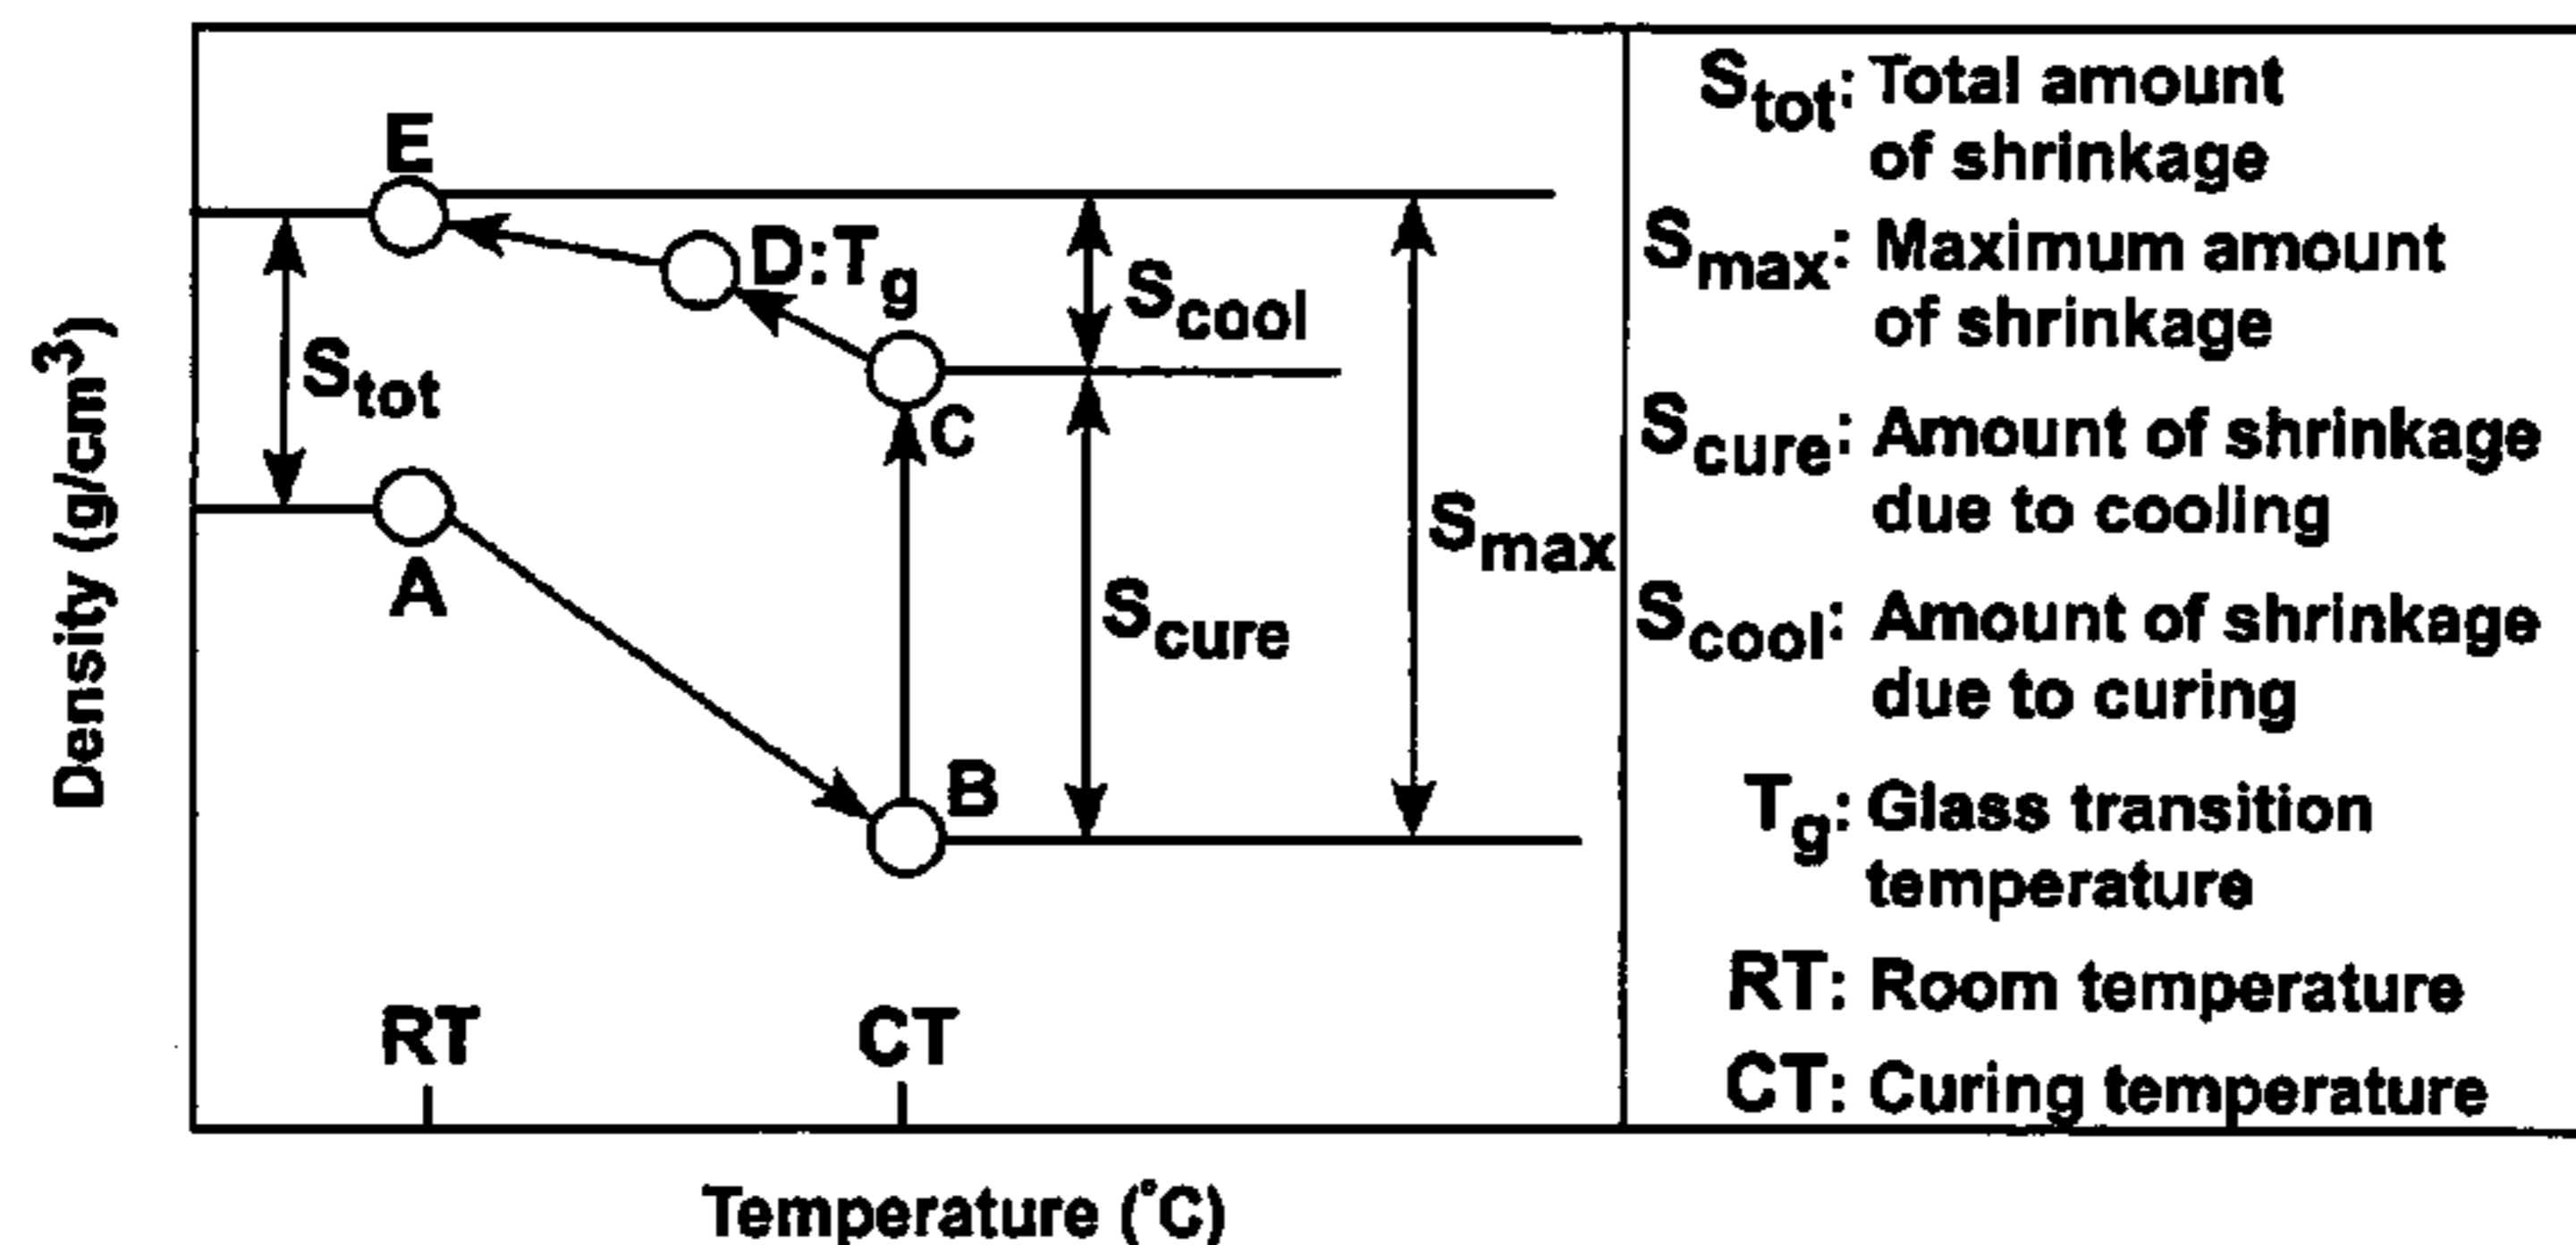 E
D:Tg
Scool
Stot
C
A
Smax
Scure
B
RT
CT
Density (g/cm³)
Temperature (°C)
Stot: Total amount
of shrinkage
Smax: Maximum amount
of shrinkage
Scure: Amount of shrinkage
due to cooling
Scool: Amount of shrinkage
due to curing
Tg: Glass transition
temperature
RT: Room temperature
CT: Curing temperature